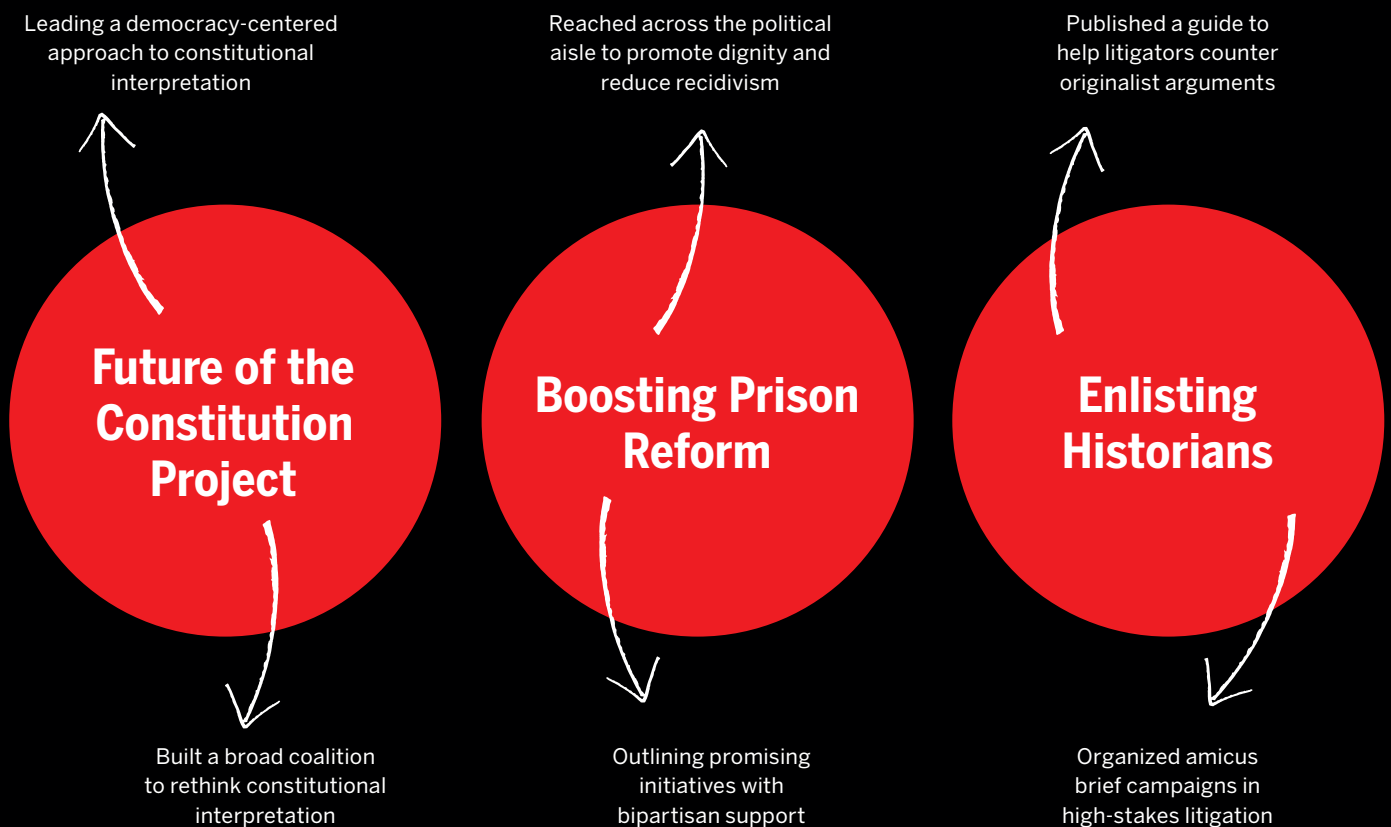 Leading a democracy-centered
approach to constitutional
interpretation
Reached across the political
aisle to promote dignity and
reduce recidivism
Published a guide to
help litigators counter
originalist arguments
Future of the
Constitution
Project
Boosting Prison
Reform
Enlisting
Historians
Built a broad coalition
to rethink constitutional
interpretation
Outlining promising
initiatives with
bipartisan support
Organized amicus
brief campaigns in
high-stakes litigation